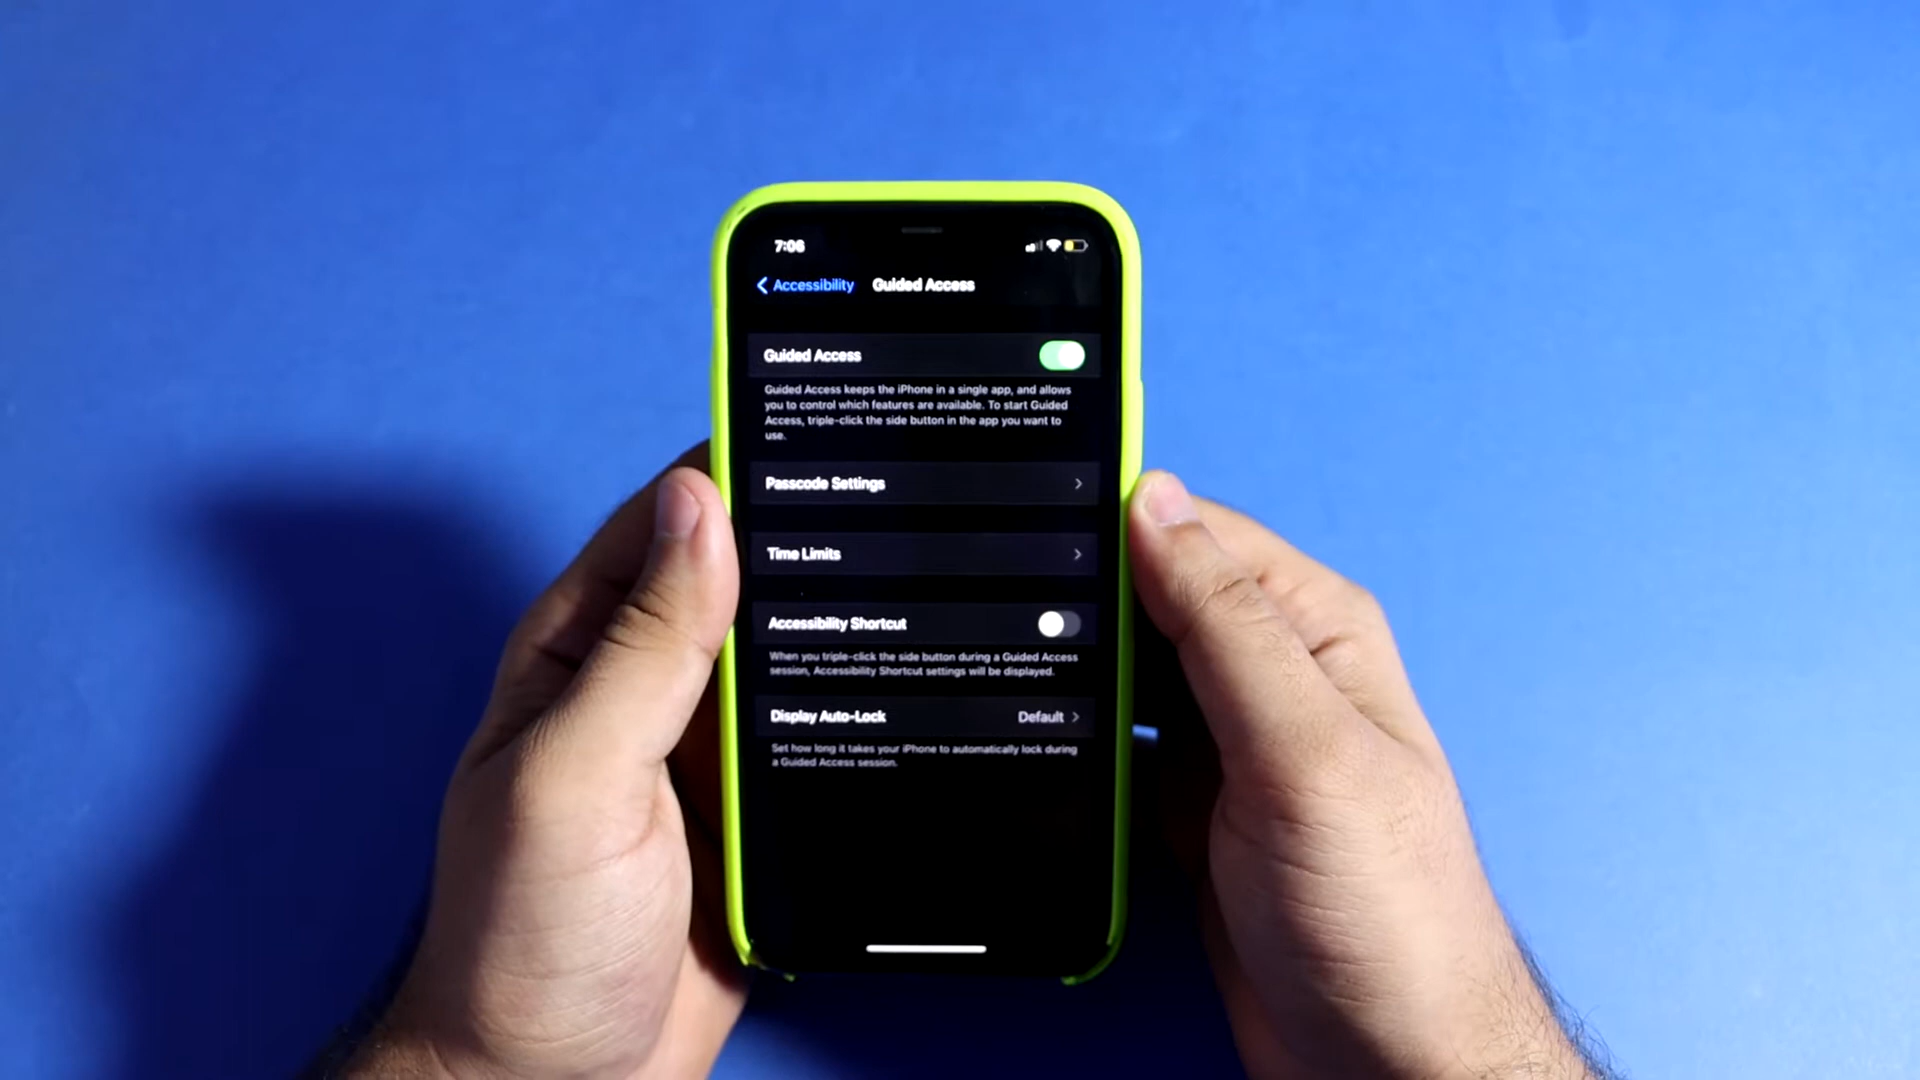 7:06
Accessibility Guided Access
Guided Access
Guided Access keeps the iPhone in a single app, and allows
you to control which features are available. To start Guided
Access, triple-click the side button in the app you want to
use.
Passcode Settings
Time Limits
Accessibility Shortcut
When you triple-click the side button during a Guided Access
session, Accessibility Shortcut settings will be displayed.
Display Auto-Lock Default
Set how long it takes your iPhone to automatically lock during
a Guided Access session.